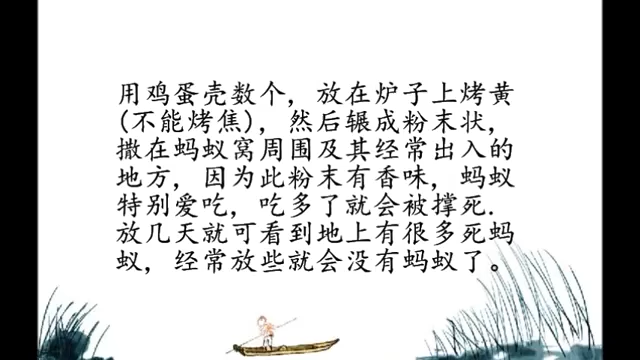 用鸡蛋壳数个，放在炉子上烤黄
(不能烤焦)，然后辗成粉末状，
撒在蚂蚁窝周围及其经常出入的
地方，因为此粉末有香味，蚂蚁
特别爱吃，吃多了就会被撑死.
放几天就可看到地上有很多死蚂
蚁，经常放些就会没有蚂蚁了。